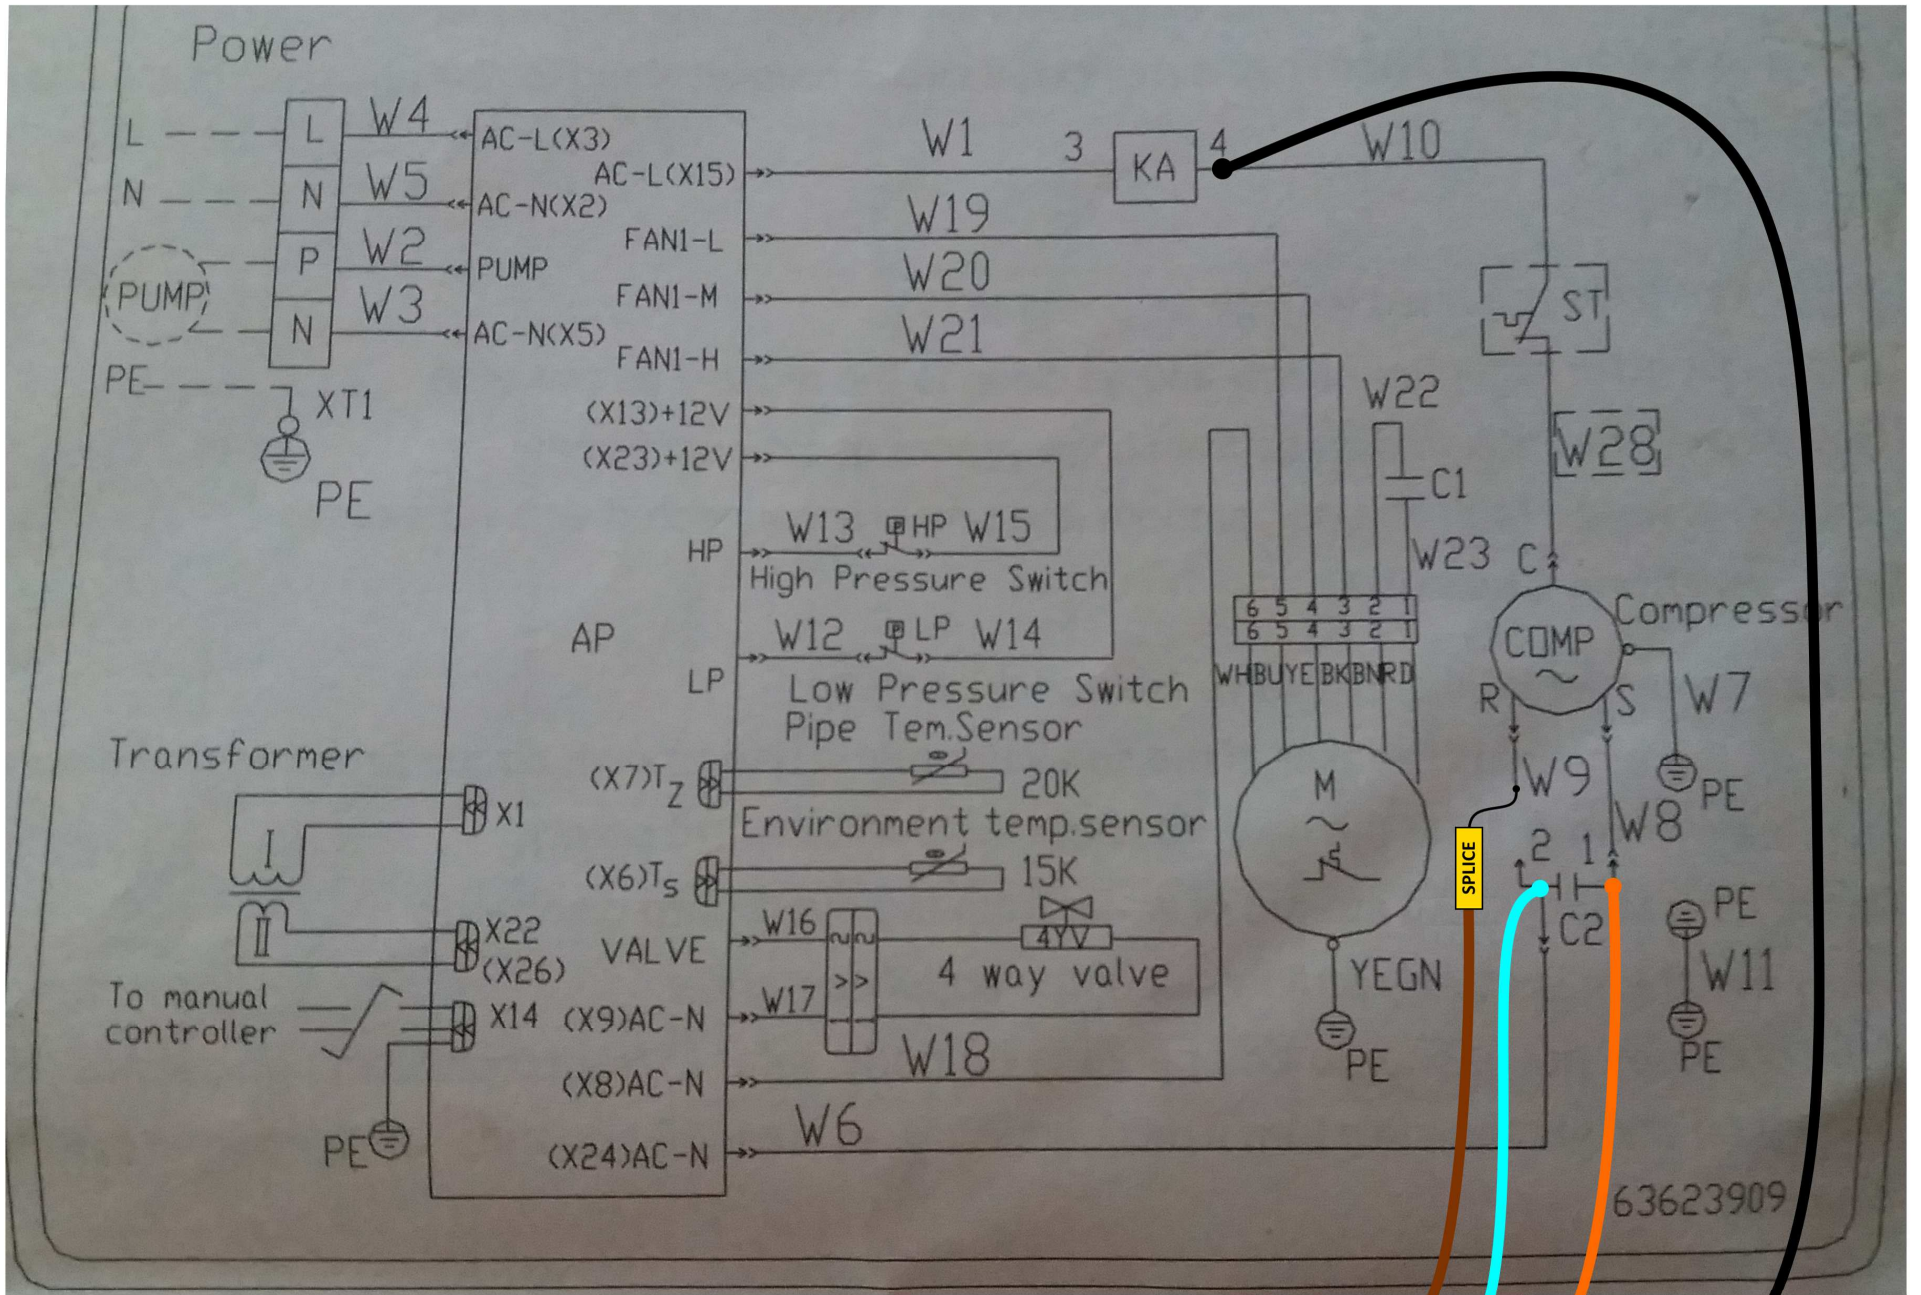 Power
L
L
W4
AC-L(X3)
N
N
W5
AC-N(X2)
PUMP
P
W2
PUMP
N
W3
AC-N(X5)
PE
XT1
PE
AC-L(X15)
W1
3
KA
4
W10
FAN1-L
W19
FAN1-M
W20
FAN1-H
W21
(X13)+12V
(X23)+12V
HP
W13
P
HP
W15
High Pressure Switch
AP
LP
W12
P
LP
W14
Low Pressure Switch
Pipe Tem.Sensor
(X7)TZ
20K
Environment temp.sensor
(X6)TS
15K
VALVE
W16
4YV
4 way valve
(X9)AC-N
W17
(X8)AC-N
W18
(X24)AC-N
W6
Transformer
I
X1
II
X22
(X26)
To manual
controller
X14
PE
ST
W28
W22
C1
W23
6 5 4 3 2 1
6 5 4 3 2 1
WH BU YE BK BN RD
M
YEGN
PE
C
Compressor
COMP
R
S
W7
PE
W9
W8
SPLICE
2
1
C2
PE
W11
PE
63623909